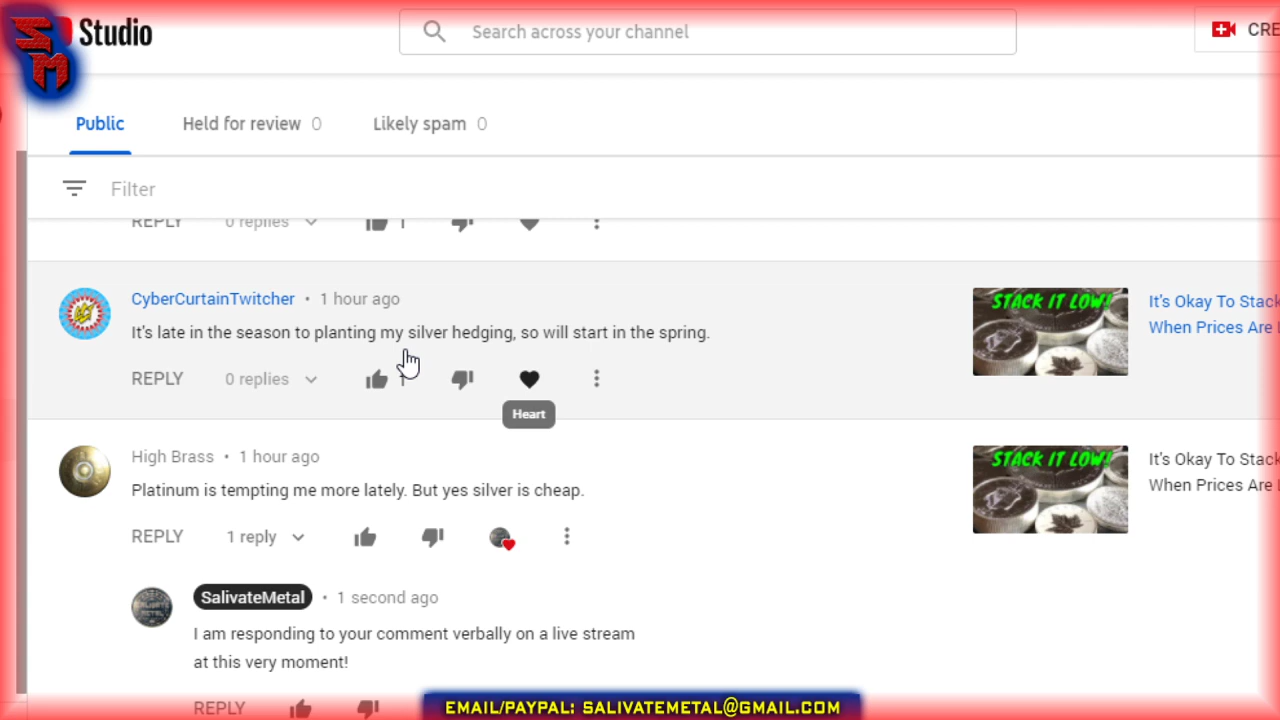 SM Studio
Search across your channel
CRE
Public
Held for review 0
Likely spam 0
Filter
REPLY 0 replies 1
CyberCurtainTwitcher • 1 hour ago
It's late in the season to planting my silver hedging, so will start in the spring.
REPLY 0 replies 1
Heart
STACK IT LOW!
It's Okay To Stack
When Prices Are L
High Brass • 1 hour ago
Platinum is tempting me more lately. But yes silver is cheap.
REPLY 1 reply
STACK IT LOW!
It's Okay To Stack
When Prices Are L
SALIVATE
METAL
SalivateMetal • 1 second ago
I am responding to your comment verbally on a live stream
at this very moment!
REPLY
EMAIL/PAYPAL: SALIVATEMETAL@GMAIL.COM